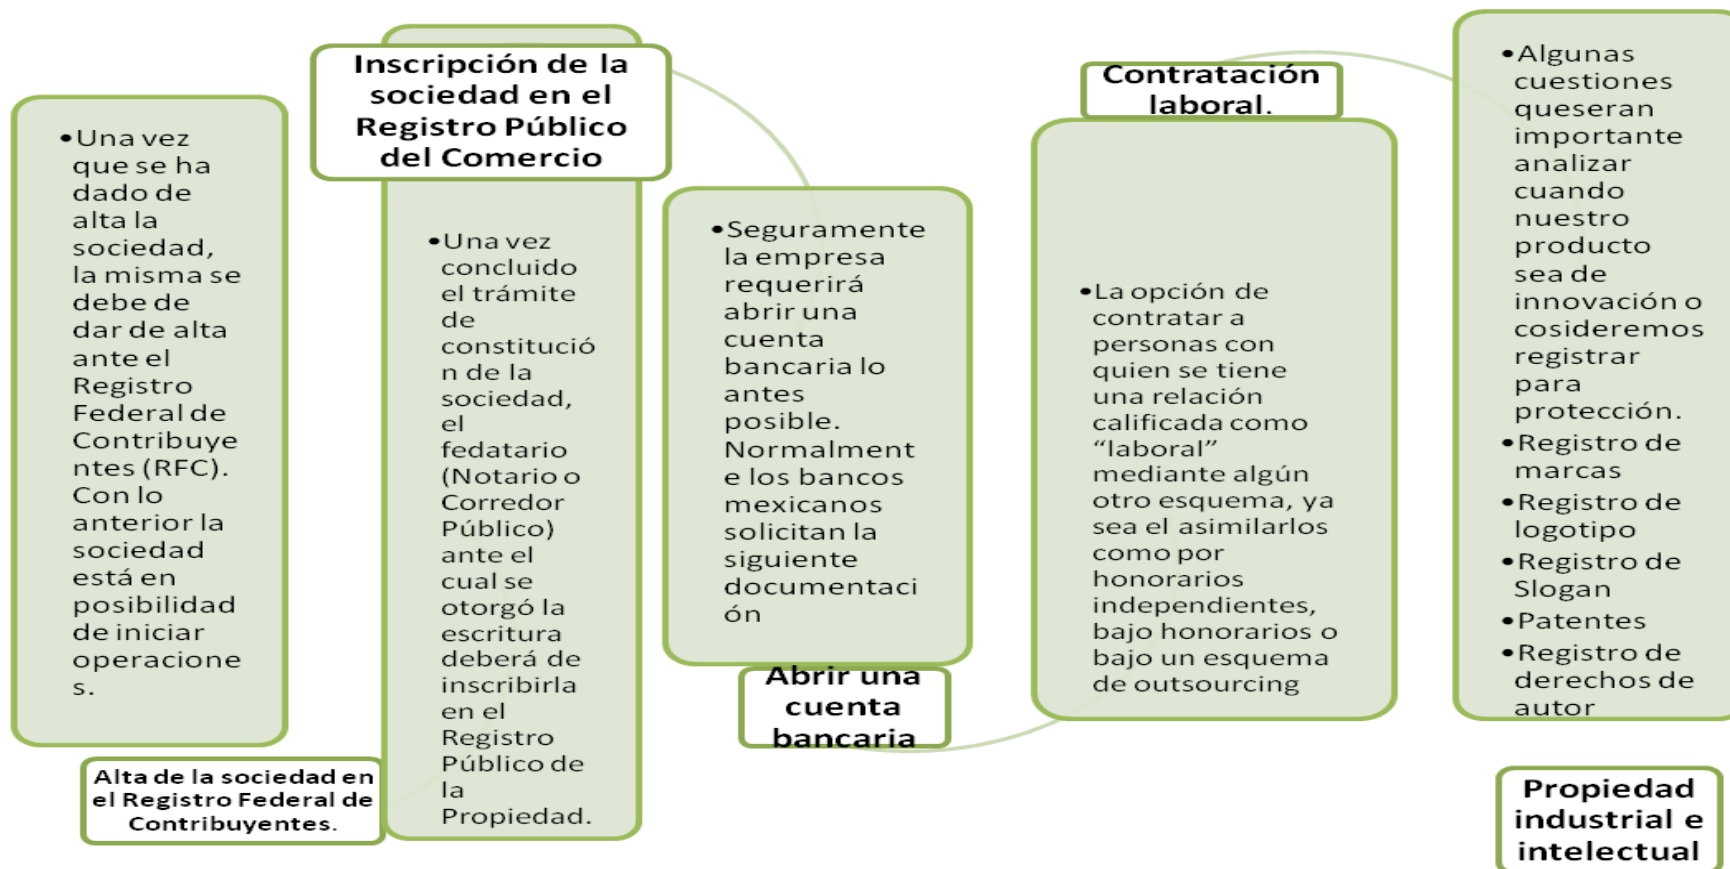 •Una vez
que se ha
dado de
alta la
sociedad,
la misma se
debe de
dar de alta
ante el
Registro
Federal de
Contribuye
ntes (RFC).
Con lo
anterior la
sociedad
está en
posibilidad
de iniciar
operacione
s.
Alta de la sociedad en
el Registro Federal de
Contribuyentes.
Inscripción de la
sociedad en el
Registro Público
del Comercio
•Una vez
concluido
el trámite
de
constitució
n de la
sociedad,
el
fedatario
(Notario o
Corredor
Público)
ante el
cual se
otorgó la
escritura
deberá de
inscribirla
en el
Registro
Público de
la
Propiedad.
•Seguramente
la empresa
requerirá
abrir una
cuenta
bancaria lo
antes
posible.
Normalment
e los bancos
mexicanos
solicitan la
siguiente
documentaci
ón
Abrir una
cuenta
bancaria
Contratación
laboral.
•La opción de
contratar a
personas con
quien se tiene
una relación
calificada como
“laboral”
mediante algún
otro esquema, ya
sea el asimilarlos
como por
honorarios
independientes,
bajo honorarios o
bajo un esquema
de outsourcing
•Algunas
cuestiones
queseran
importante
analizar
cuando
nuestro
producto
sea de
innovación o
cosideremos
registrar
para
protección.
•Registro de
marcas
•Registro de
logotipo
•Registro de
Slogan
•Patentes
•Registro de
derechos de
autor
Propiedad
industrial e
intelectual